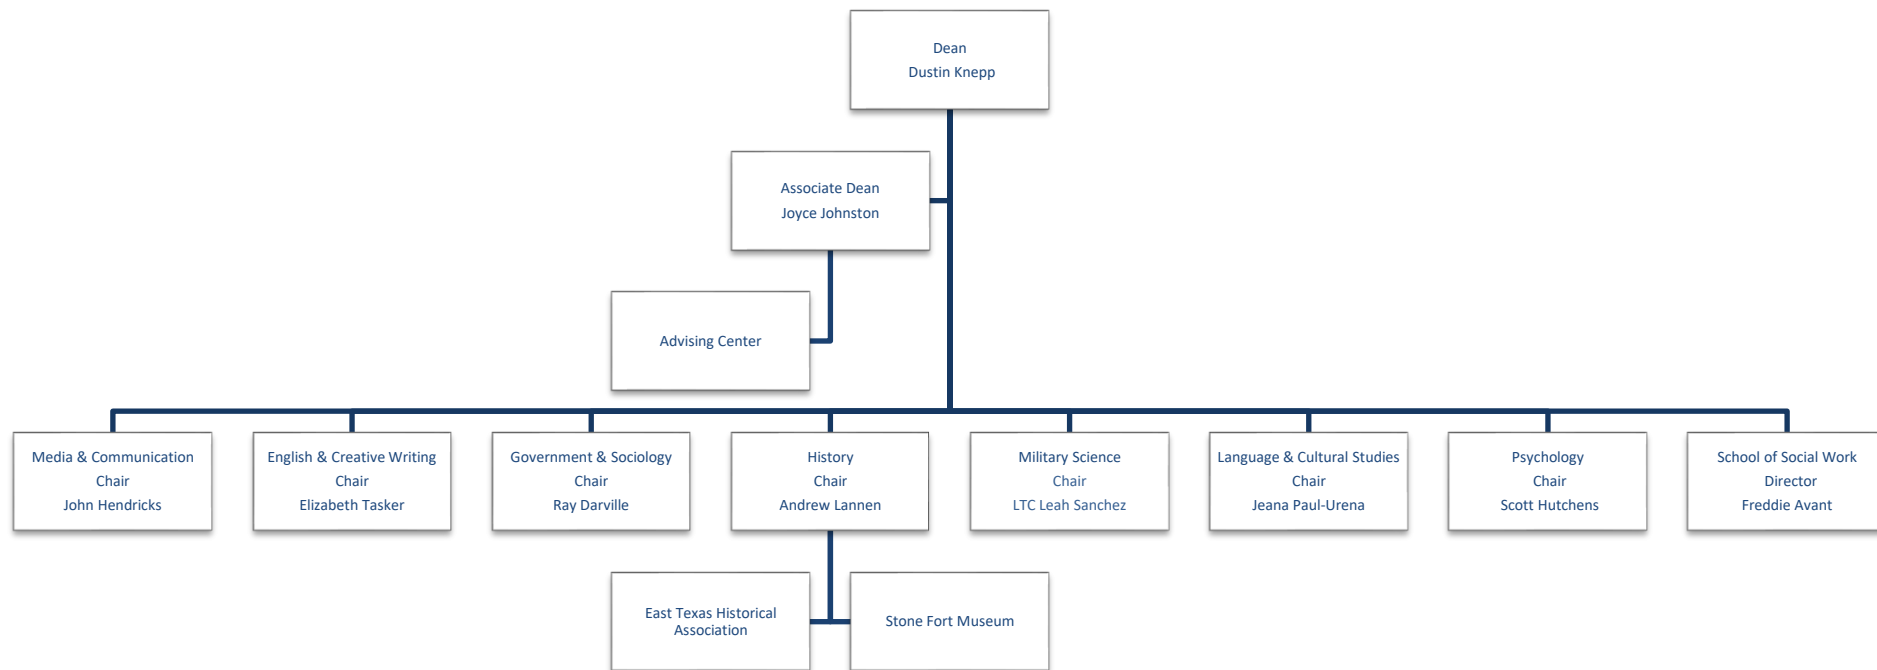 Dean
Dustin Knepp
Associate Dean
Joyce Johnston
Advising Center
Media & Communication
Chair
John Hendricks
English & Creative Writing
Chair
Elizabeth Tasker
Government & Sociology
Chair
Ray Darville
History
Chair
Andrew Lannen
Military Science
Chair
LTC Leah Sanchez
Language & Cultural Studies
Chair
Jeana Paul-Urena
Psychology
Chair
Scott Hutchens
School of Social Work
Director
Freddie Avant
East Texas Historical
Association
Stone Fort Museum